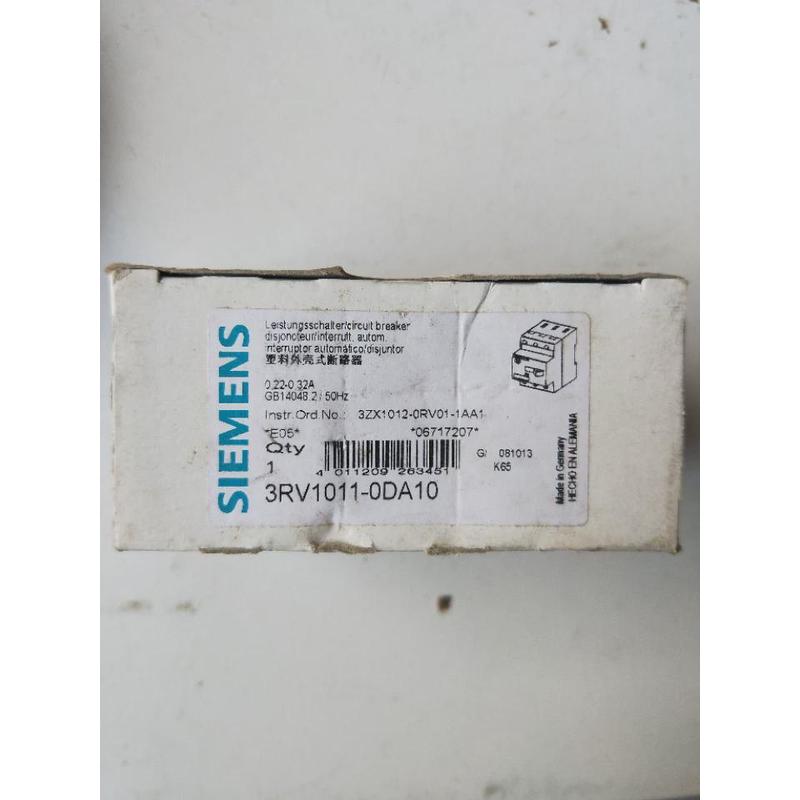 SIEMENS
Leistungsschalter/circuit breaker
disjoncteur/interrutt. autom.
interruptor automático/disjuntor
塑料外壳式断路器
0.22-0.32A
GB14048.2 / 50Hz
Instr.Ord.No.: 3ZX1012-0RV01-1AA1
*E05* *06717207*
Qty
1
4 011209 263451
G/ 081013
K65
3RV1011-0DA10
Made in Germany
HECHO EN ALEMANIA